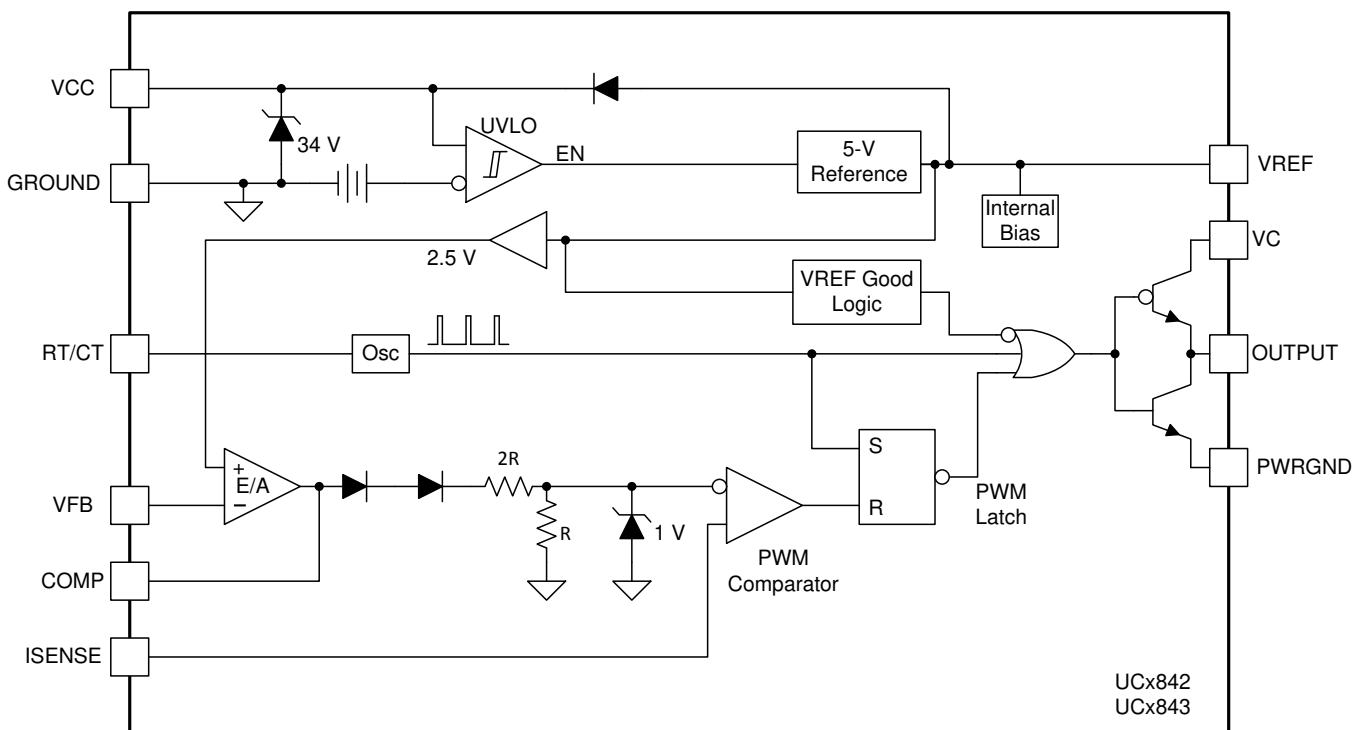 VCC
UVLO
34 V
EN
5-V
Reference
VREF
GROUND
Internal
Bias
VC
2.5 V
VREF Good
Logic
RT/CT
Osc
OUTPUT
S
2R
+
E/A
−
PWRGND
VFB
R
1 V
R
PWM
Latch
PWM
Comparator
COMP
ISENSE
UCx842
UCx843